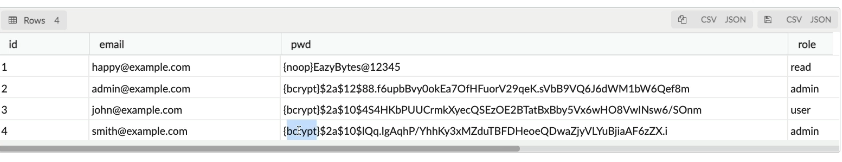 Rows 4 CSV JSON CSV JSON
id email pwd role
1 happy@example.com {noop}EazyBytes@12345 read
2 admin@example.com {bcrypt}$2a$12$88.f6upbBvy0okEa7OfHFuorV29qeK.sVbB9VQ6J6dWM1bW6Qef8m admin
3 john@example.com {bcrypt}$2a$10$4S4HKbPUUCrmkXyecQSEzOE2BTatBxBby5Vx6wHO8VwINsw6/SOnm user
4 smith@example.com {bcrypt}$2a$10$IQq.IgAqhP/YhhKy3xMZduTBFDHeoeQDwaZjyVLYuBjiaAF6zZX.i admin